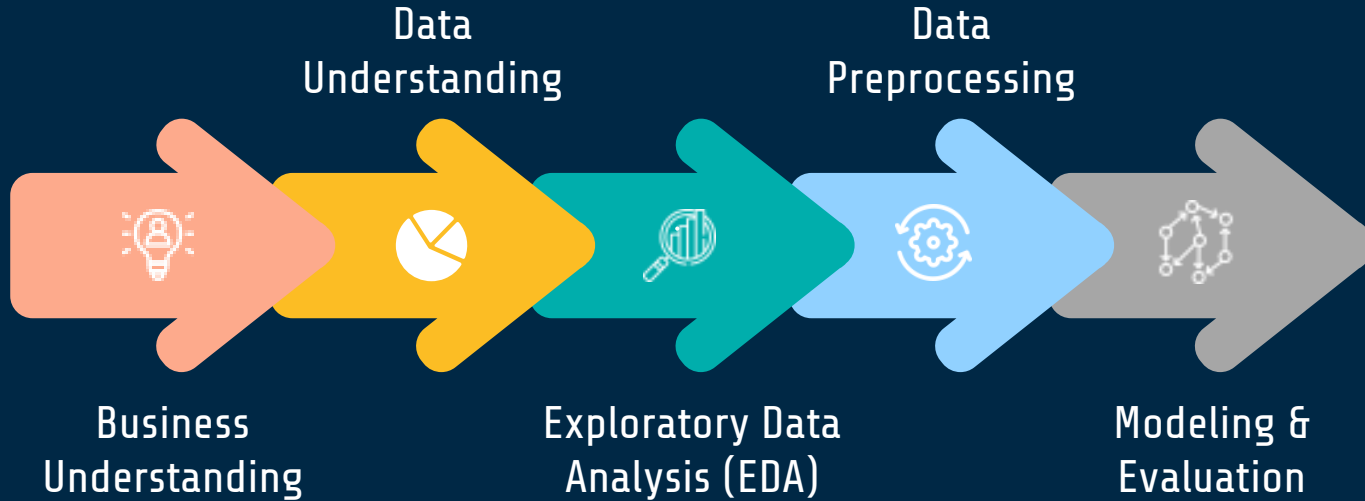 Business
Understanding
Data
Understanding
Exploratory Data
Analysis (EDA)
Data
Preprocessing
Modeling &
Evaluation